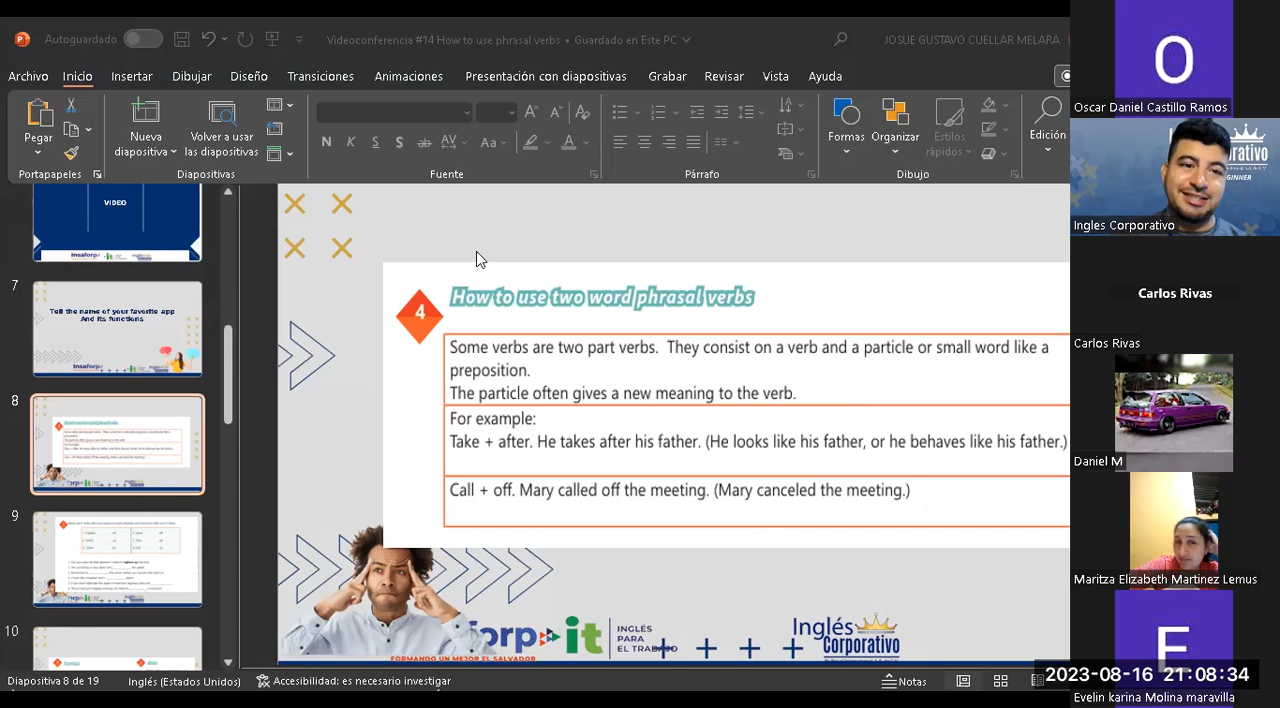 Autoguardado
Videoconferencia #14 How to use phrasal verbs • Guardado en Este PC
JOSUE GUSTAVO CUELLAR MELARA
Archivo Inicio Insertar Dibujar Diseño Transiciones Animaciones Presentación con diapositivas Grabar Revisar Vista Ayuda
Pegar
Nueva diapositiva
Volver a usar las diapositivas
N K S S ab AV Aa A
Formas Organizar Estilos rápidos Edición
Portapapeles Diapositivas Fuente Párrafo Dibujo
VIDEO
7
Tell the name of your favorite app
And its functions
8
9
10
4
How to use two word phrasal verbs
Some verbs are two part verbs. They consist on a verb and a particle or small word like a
preposition.
The particle often gives a new meaning to the verb.
For example:
Take + after. He takes after his father. (He looks like his father, or he behaves like his father.)
Call + off. Mary called off the meeting. (Mary canceled the meeting.)
it
INGLÉS
PARA
EL TRABAJO
FORMANDO UN MEJOR EL SALVADOR
Inglés
Corporativo
Diapositiva 8 de 19 Inglés (Estados Unidos) Accesibilidad: es necesario investigar Notas
O
Oscar Daniel Castillo Ramos
Ingles Corporativo
Carlos Rivas
Carlos Rivas
Daniel M
Maritza Elizabeth Martinez Lemus
E
2023-08-16 21:08:34
Evelin karina Molina maravilla